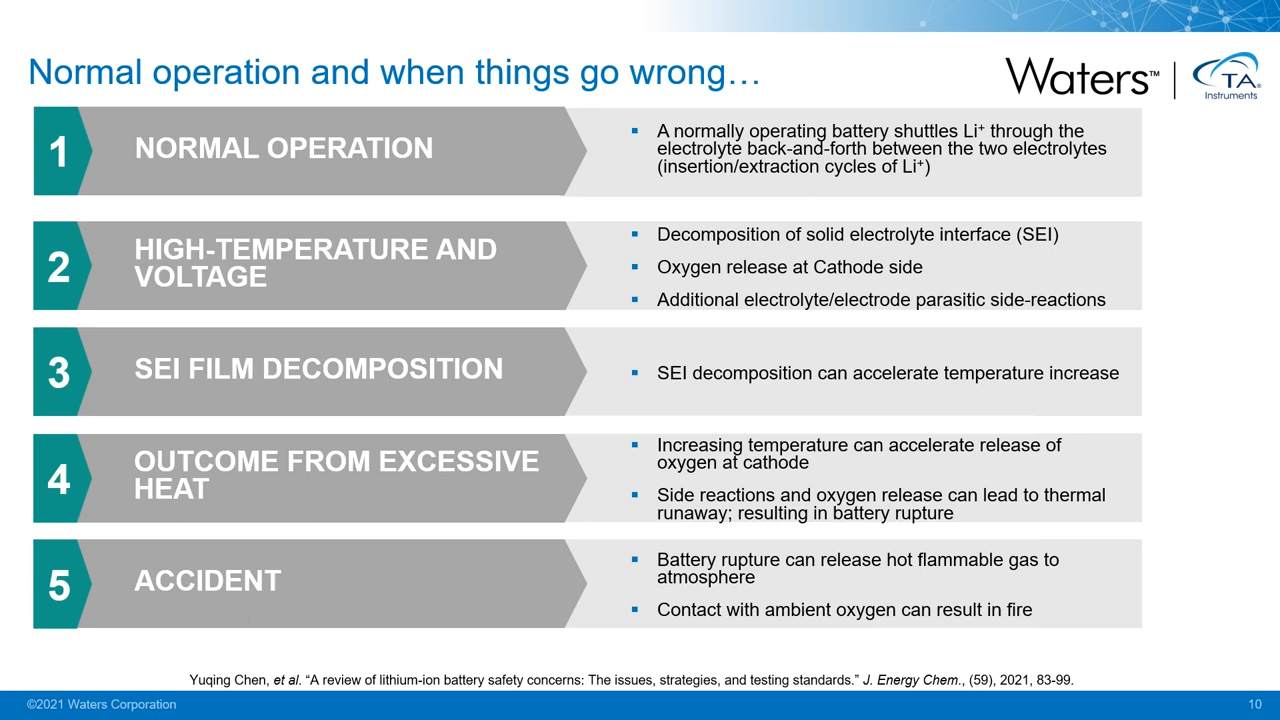 Normal operation and when things go wrong…
Waters™
TA®
Instruments
1
NORMAL OPERATION
▪ A normally operating battery shuttles Li⁺ through the
electrolyte back-and-forth between the two electrolytes
(insertion/extraction cycles of Li⁺)
2
HIGH-TEMPERATURE AND
VOLTAGE
▪ Decomposition of solid electrolyte interface (SEI)
▪ Oxygen release at Cathode side
▪ Additional electrolyte/electrode parasitic side-reactions
3
SEI FILM DECOMPOSITION
▪ SEI decomposition can accelerate temperature increase
4
OUTCOME FROM EXCESSIVE
HEAT
▪ Increasing temperature can accelerate release of
oxygen at cathode
▪ Side reactions and oxygen release can lead to thermal
runaway; resulting in battery rupture
5
ACCIDENT
▪ Battery rupture can release hot flammable gas to
atmosphere
▪ Contact with ambient oxygen can result in fire
Yuqing Chen, et al. “A review of lithium-ion battery safety concerns: The issues, strategies, and testing standards.” J. Energy Chem., (59), 2021, 83-99.
©2021 Waters Corporation
10